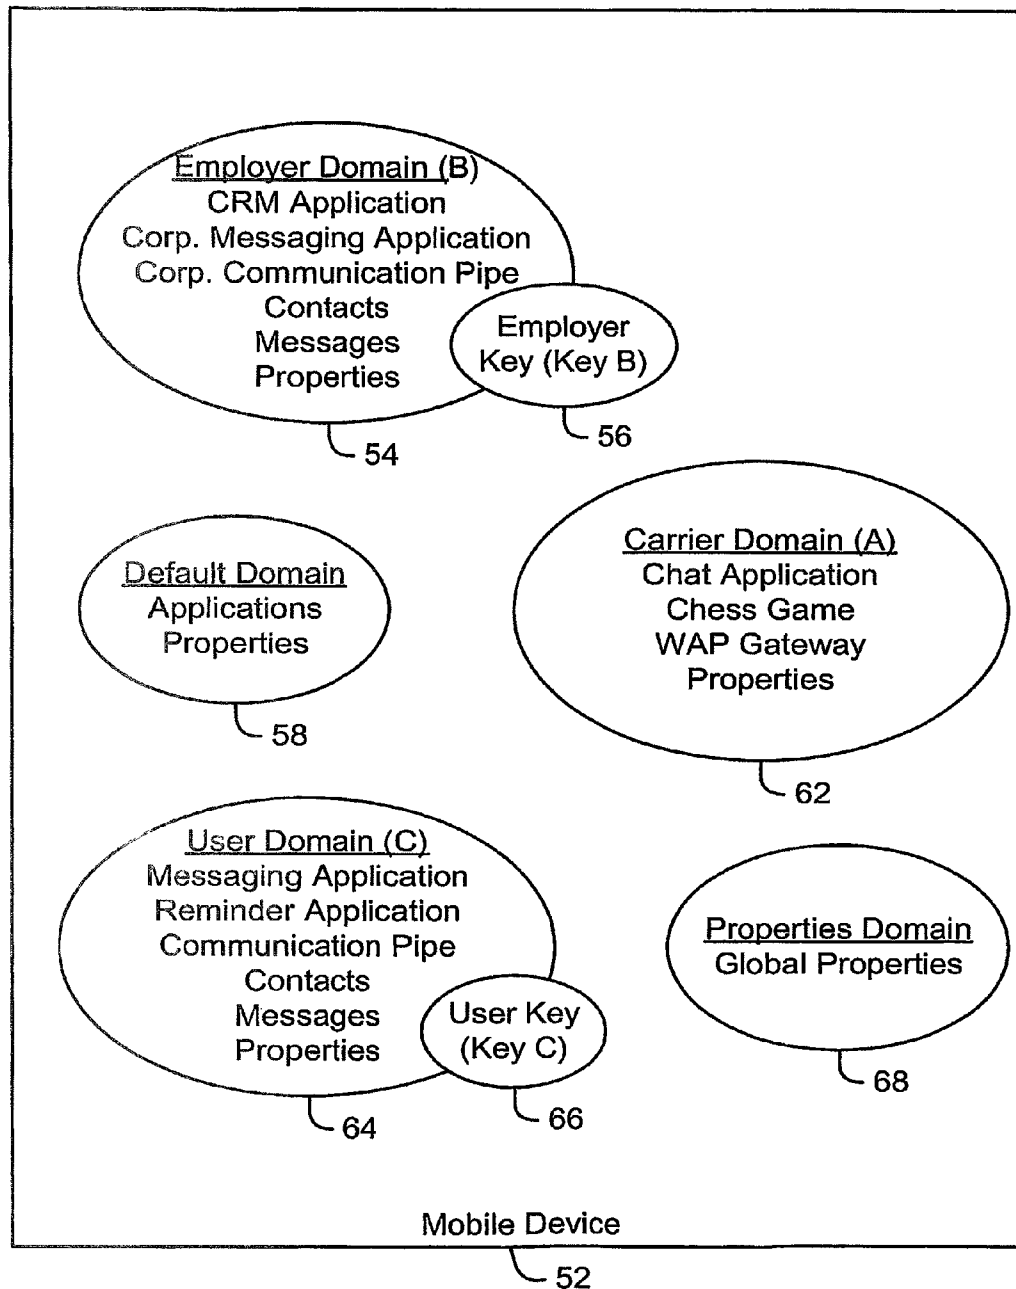 Employer Domain (B)
CRM Application
Corp. Messaging Application
Corp. Communication Pipe
Contacts
Messages
Properties
Employer
Key (Key B)
54
56
Default Domain
Applications
Properties
58
Carrier Domain (A)
Chat Application
Chess Game
WAP Gateway
Properties
62
User Domain (C)
Messaging Application
Reminder Application
Communication Pipe
Contacts
Messages
Properties
User Key
(Key C)
64
66
Properties Domain
Global Properties
68
Mobile Device
52